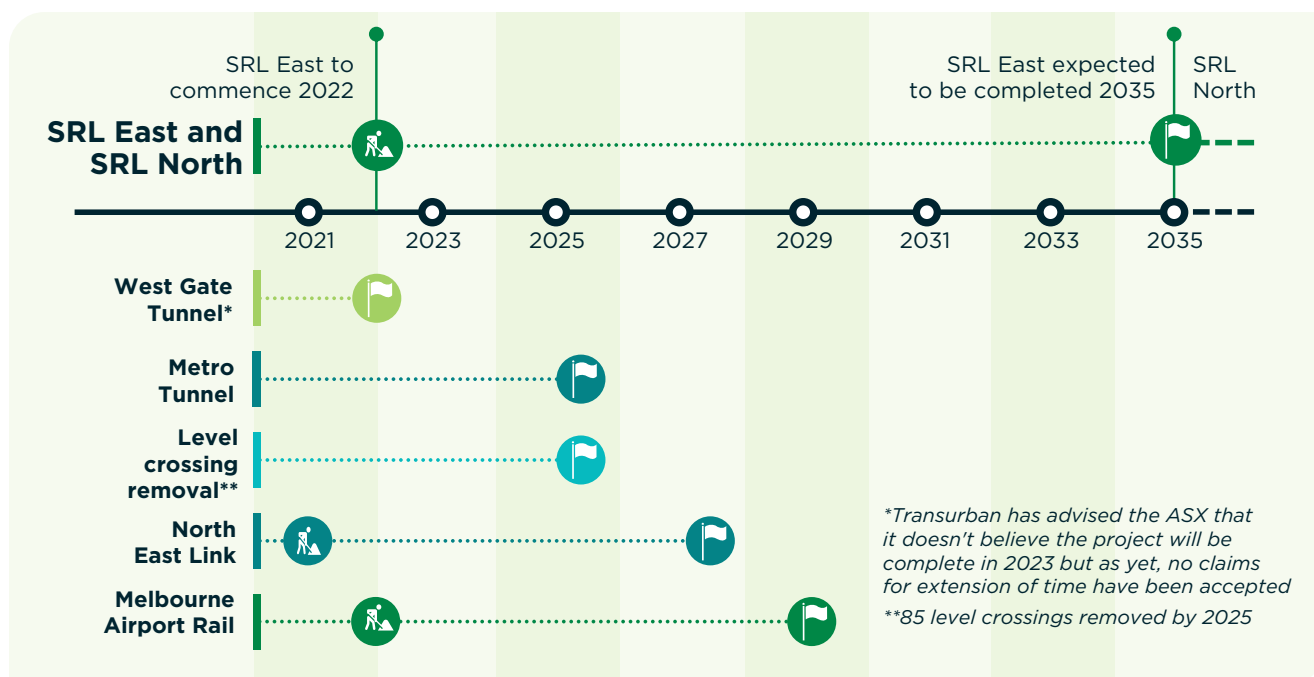 SRL East to
commence 2022
SRL East expected
to be completed 2035
SRL
North
SRL East and
SRL North
2021
2023
2025
2027
2029
2031
2033
2035
West Gate
Tunnel*
Metro
Tunnel
Level
crossing
removal**
North
East Link
Melbourne
Airport Rail
*Transurban has advised the ASX that
it doesn't believe the project will be
complete in 2023 but as yet, no claims
for extension of time have been accepted
**85 level crossings removed by 2025